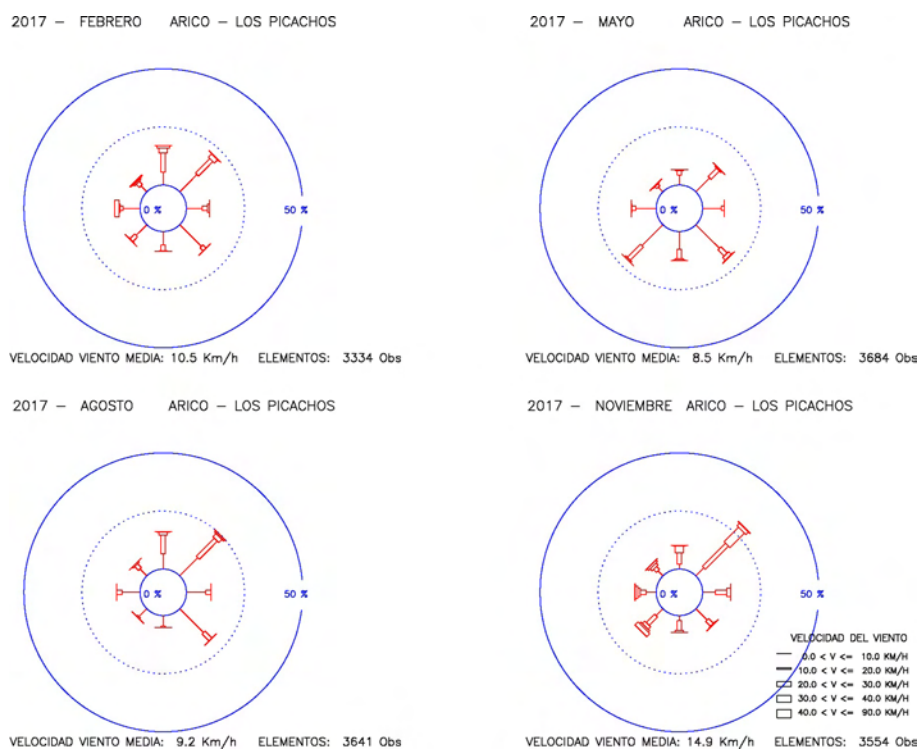 2017 – FEBRERO ARICO – LOS PICACHOS
0 %
50 %
VELOCIDAD VIENTO MEDIA: 10.5 Km/h ELEMENTOS: 3334 Obs
2017 – MAYO ARICO – LOS PICACHOS
0 %
50 %
VELOCIDAD VIENTO MEDIA: 8.5 Km/h ELEMENTOS: 3684 Obs
2017 – AGOSTO ARICO – LOS PICACHOS
0 %
50 %
VELOCIDAD VIENTO MEDIA: 9.2 Km/h ELEMENTOS: 3641 Obs
2017 – NOVIEMBRE ARICO – LOS PICACHOS
0 %
50 %
VELOCIDAD DEL VIENTO
0.0 < V <= 10.0 KM/H
10.0 < V <= 20.0 KM/H
20.0 < V <= 30.0 KM/H
30.0 < V <= 40.0 KM/H
40.0 < V <= 90.0 KM/H
VELOCIDAD VIENTO MEDIA: 14.9 Km/h ELEMENTOS: 3554 Obs